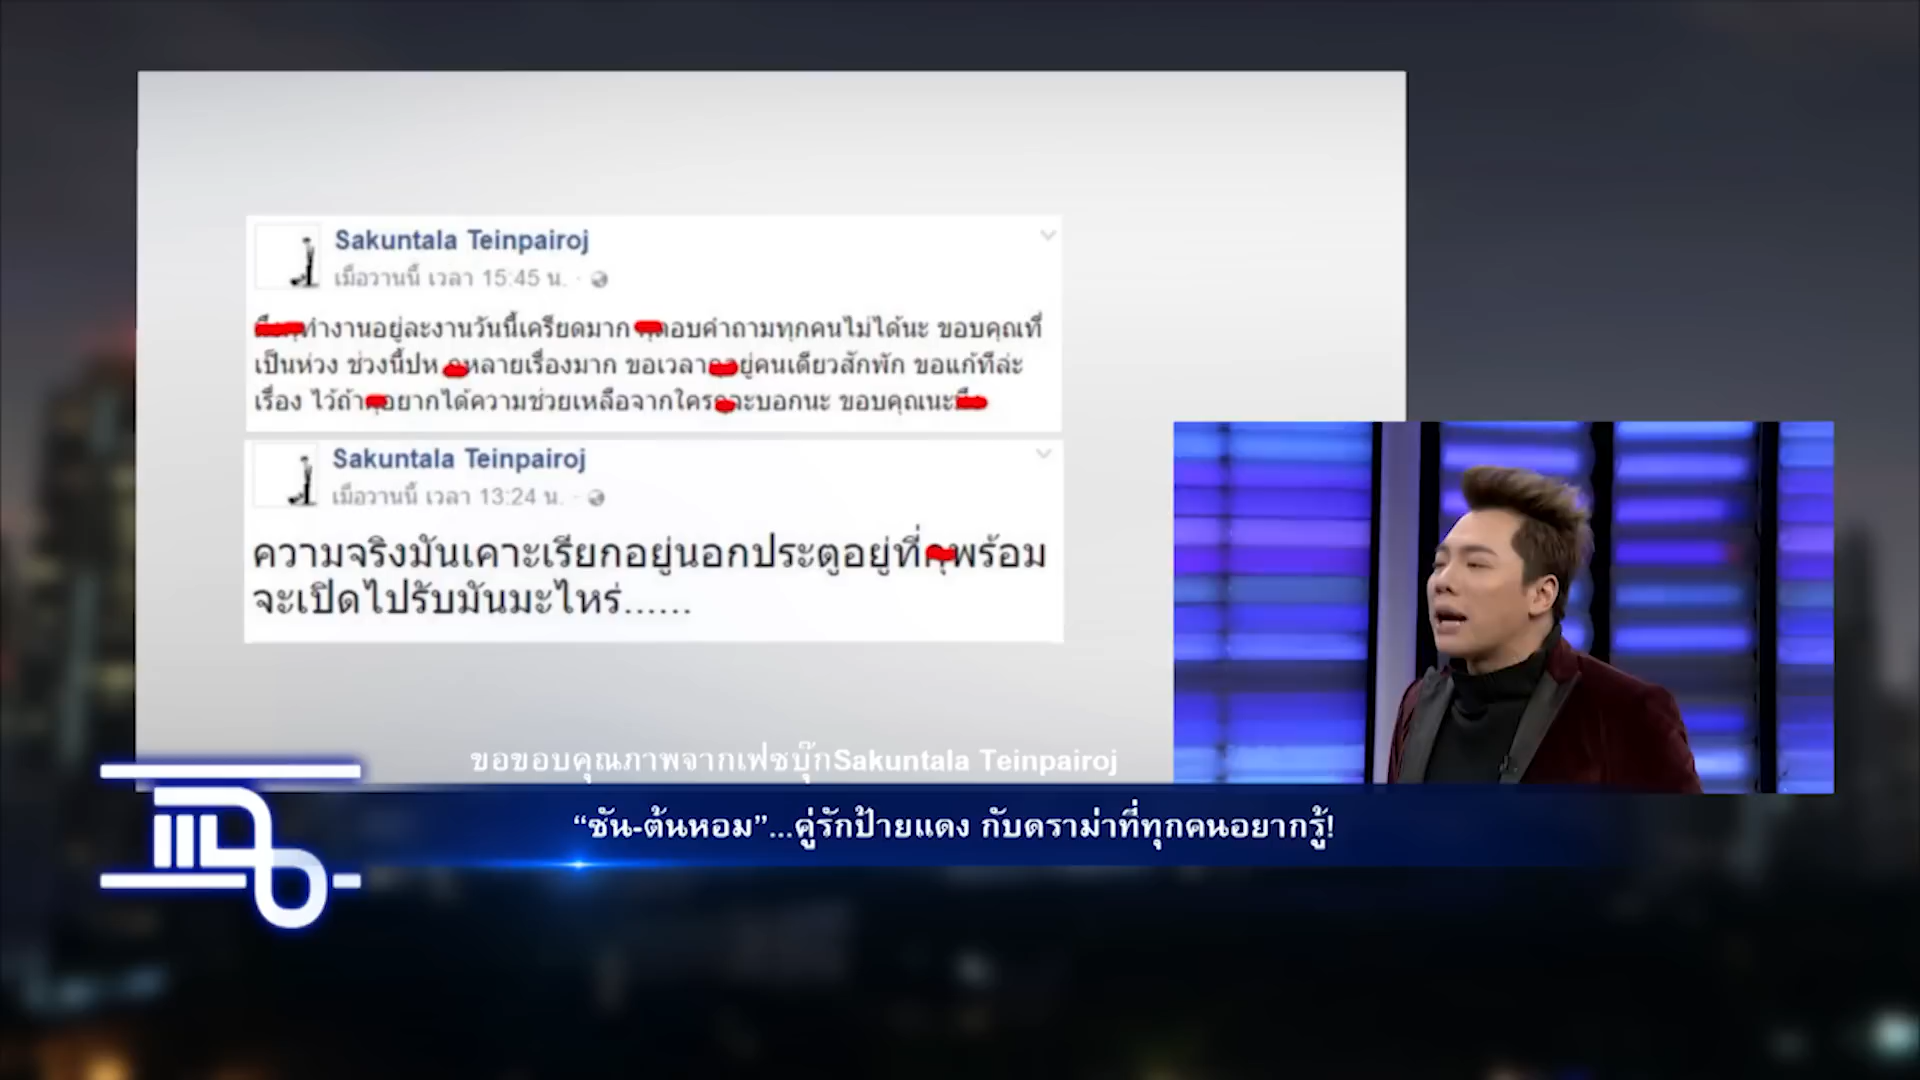 Sakuntala Teinpairoj
เมื่อวานนี้ เวลา 15:45 น.
ทำงานอยู่ละงานวันนี้เครียดมาก ตอบคำถามทุกคนไม่ได้นะ ขอบคุณที่
เป็นห่วง ช่วงนี้ปห หลายเรื่องมาก ขอเวลา อยู่คนเดียวสักพัก ขอแก้ทีล่ะ
เรื่อง ไว้ถ้า อยากได้ความช่วยเหลือจากใคร จะบอกนะ ขอบคุณนะ
Sakuntala Teinpairoj
เมื่อวานนี้ เวลา 13:24 น.
ความจริงมันเคาะเรียกอยู่นอกประตูอยู่ที่กุพร้อม
จะเปิดไปรับมันมะไหร่......
ขอขอบคุณภาพจากเฟซบุ๊กSakuntala Teinpairoj
แฉ
“ซัน-ต้นหอม”...คู่รักป้ายแดง กับดราม่าที่ทุกคนอยากรู้!